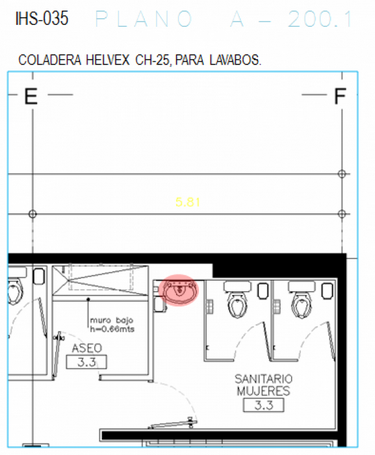 IHS-035 PLANO A - 200.1
COLADERA HELVEX CH-25, PARA LAVABOS.
E F
5.81
muro bajo
h=0.66mts
ASEO
3.3
SANITARIO
MUJERES
3.3